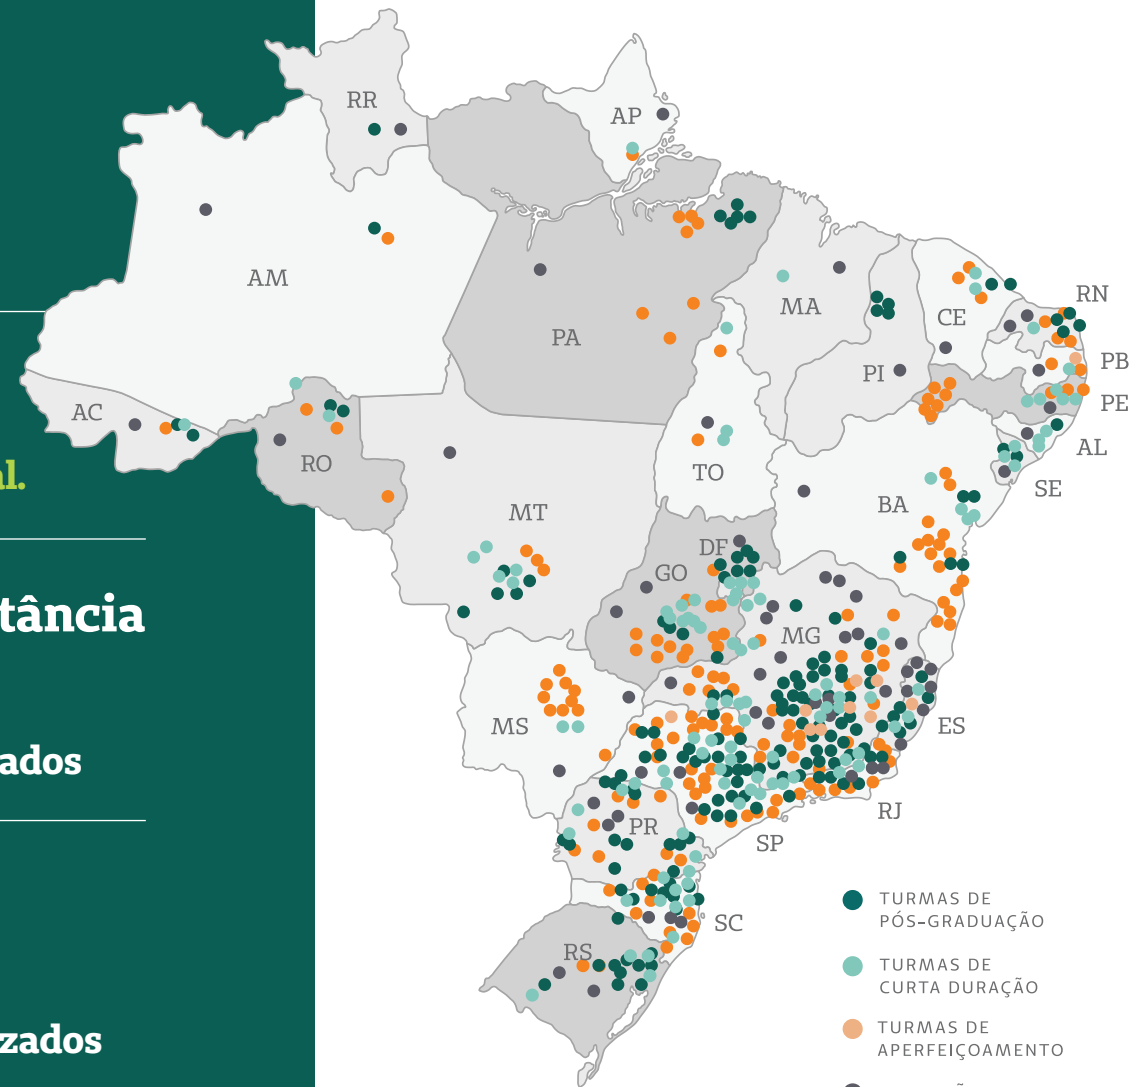 RR
AP
AM
PA
MA
CE
RN
PB
PI
PE
AC
RO
AL
TO
al.
SE
BA
MT
DF
GO
tância
MG
MS
ES
ados
RJ
PR
SP
TURMAS DE
PÓS-GRADUAÇÃO
SC
RS
TURMAS DE
CURTA DURAÇÃO
TURMAS DE
APERFEIÇOAMENTO
zados